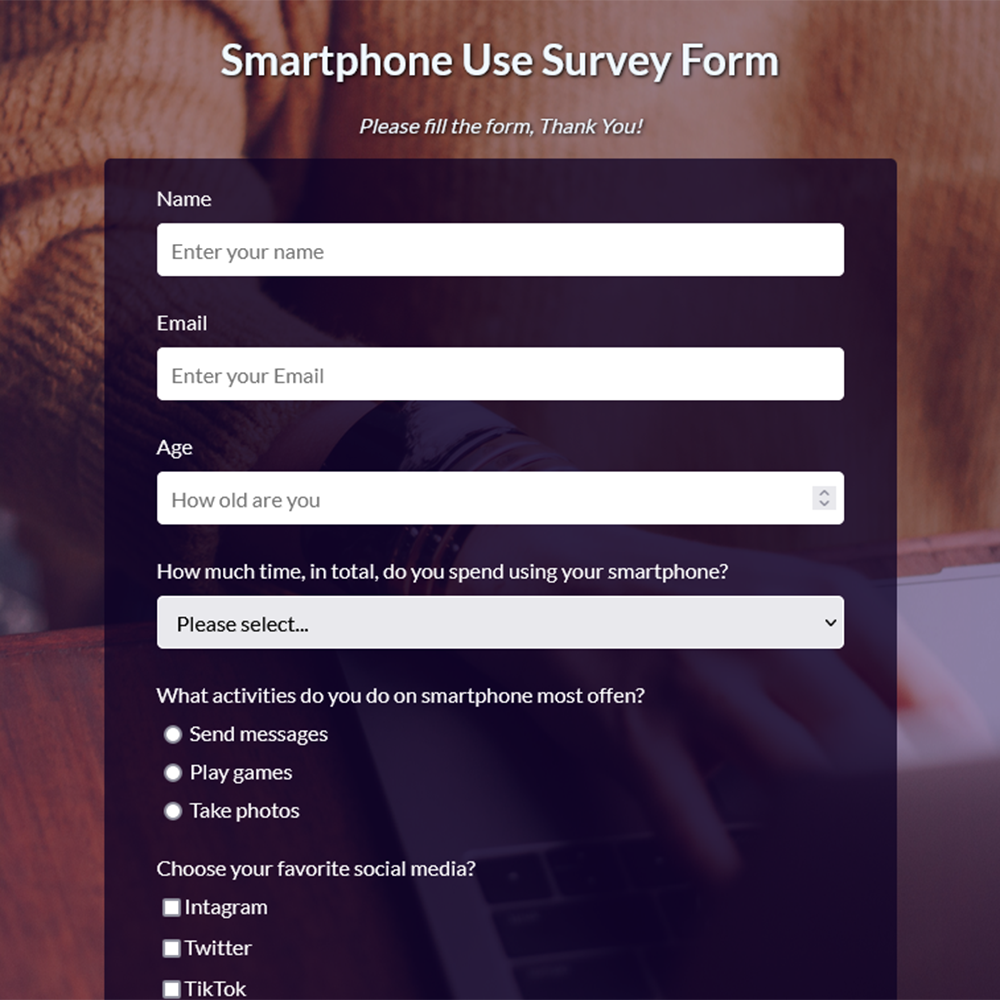 Smartphone Use Survey Form
Please fill the form, Thank You!
Name
Enter your name
Email
Enter your Email
Age
How old are you
How much time, in total, do you spend using your smartphone?
Please select...
What activities do you do on smartphone most offen?
Send messages
Play games
Take photos
Choose your favorite social media?
Intagram
Twitter
TikTok